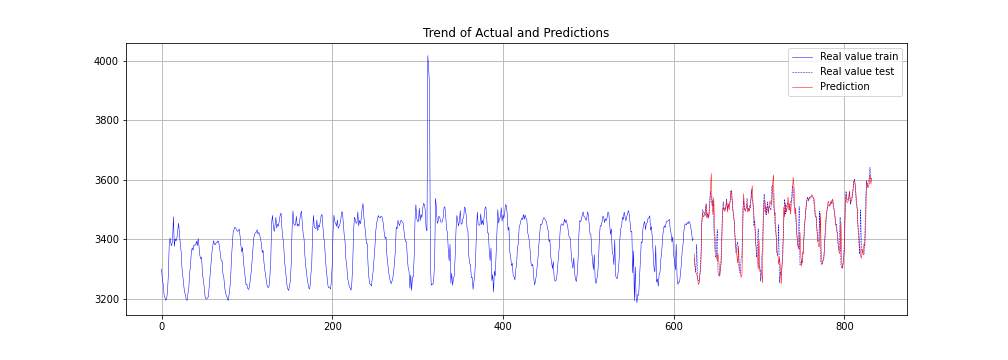 Trend of Actual and Predictions
Real value train
Real value test
Prediction
4000
3800
3600
3400
3200
0 200 400 600 800